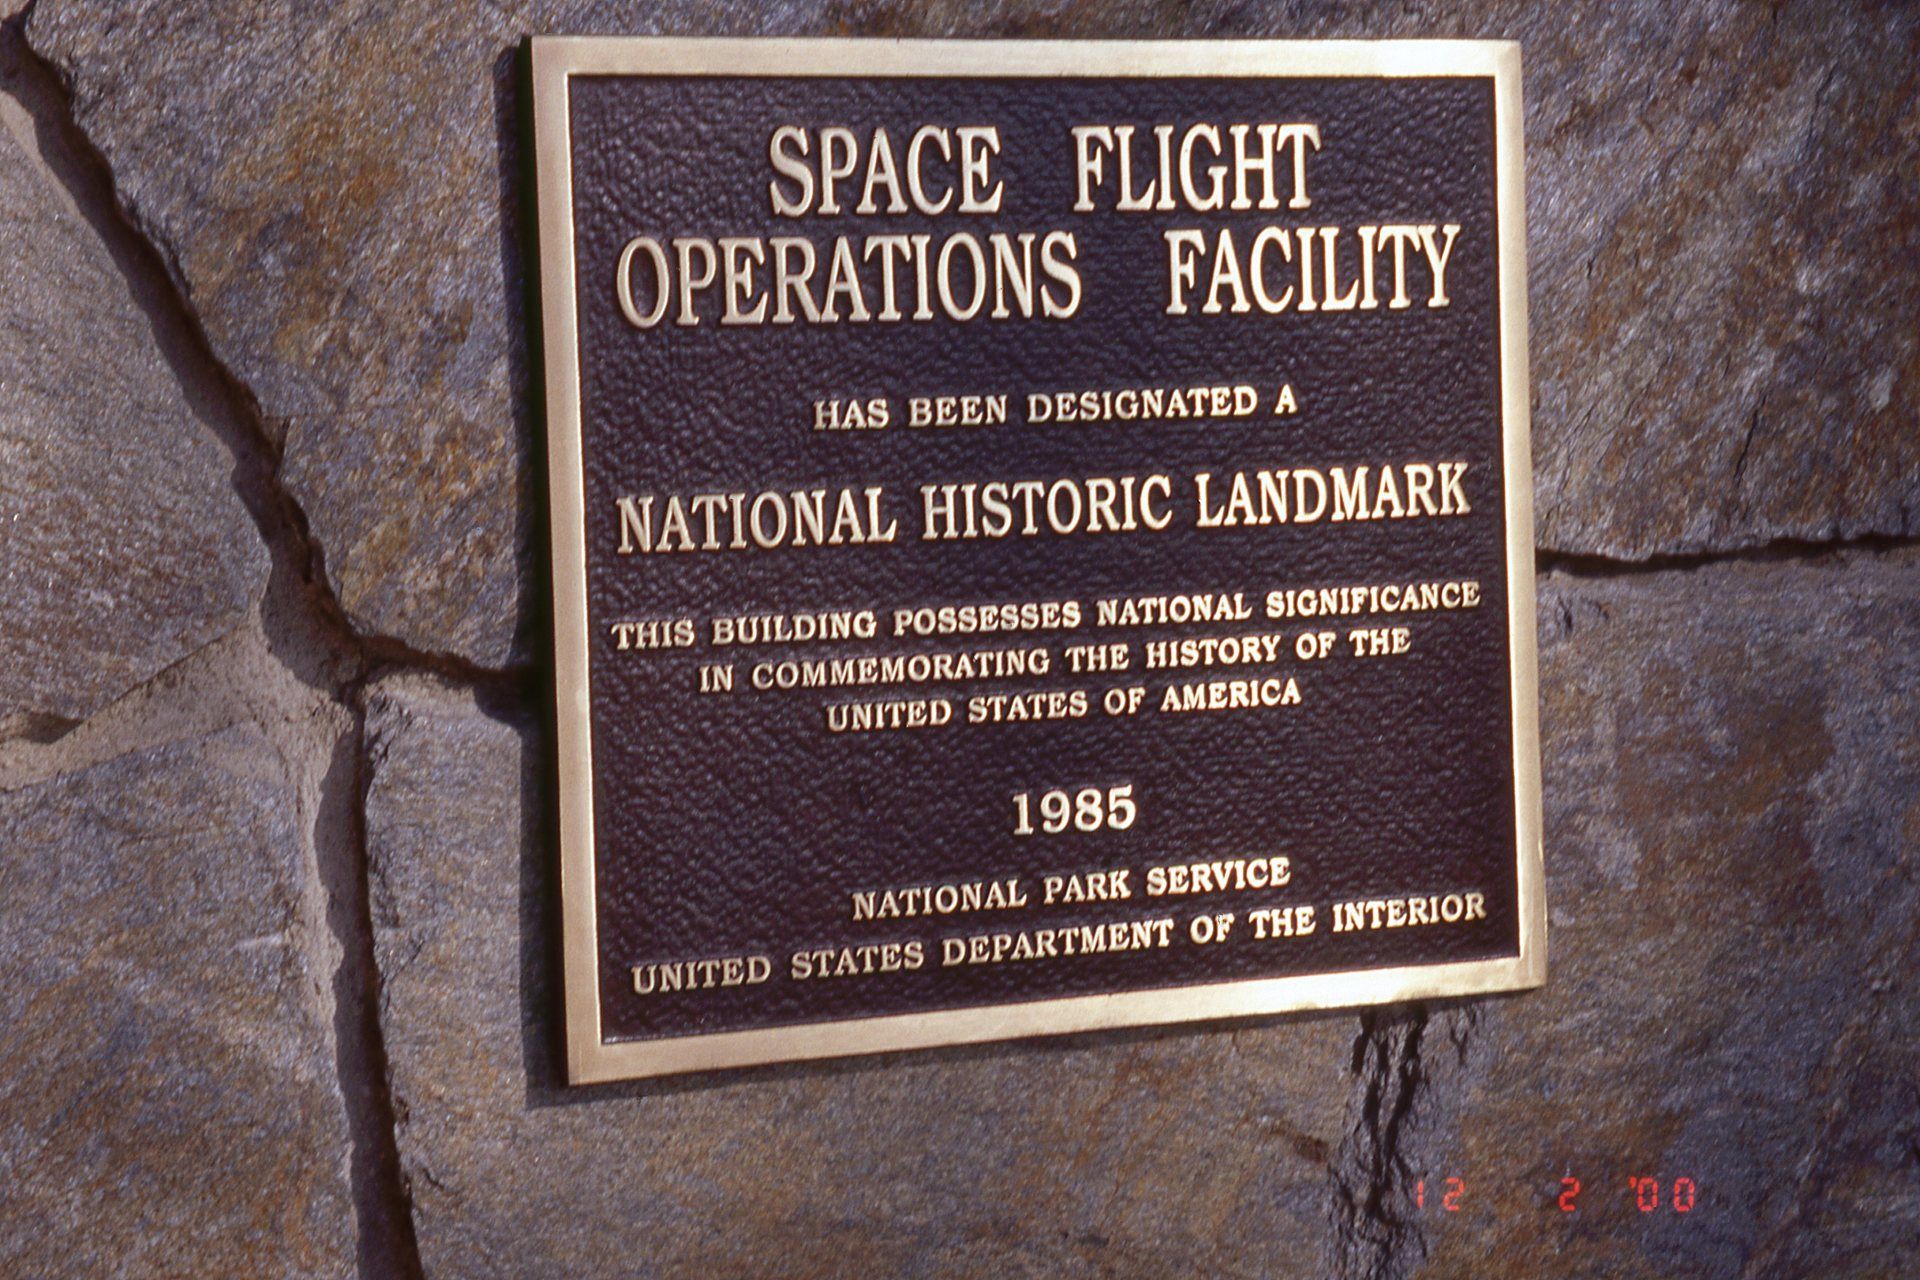 SPACE FLIGHT
OPERATIONS FACILITY
HAS BEEN DESIGNATED A
NATIONAL HISTORIC LANDMARK
THIS BUILDING POSSESSES NATIONAL SIGNIFICANCE
IN COMMEMORATING THE HISTORY OF THE
UNITED STATES OF AMERICA
1985
NATIONAL PARK SERVICE
UNITED STATES DEPARTMENT OF THE INTERIOR
12 2 '00